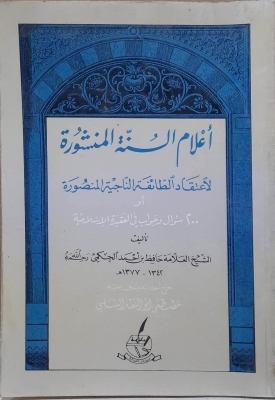 أعلام السنة المنشورة
لاعتقاد الطائفة الناجية المنصورة
أو
٢٠٠ سؤال وجواب في العقيدة الإسلامية
تأليف
الشيخ العلامة حافظ بن أحمد الحكمي رحمه الله
١٣٤٢ - ١٣٧٧هـ